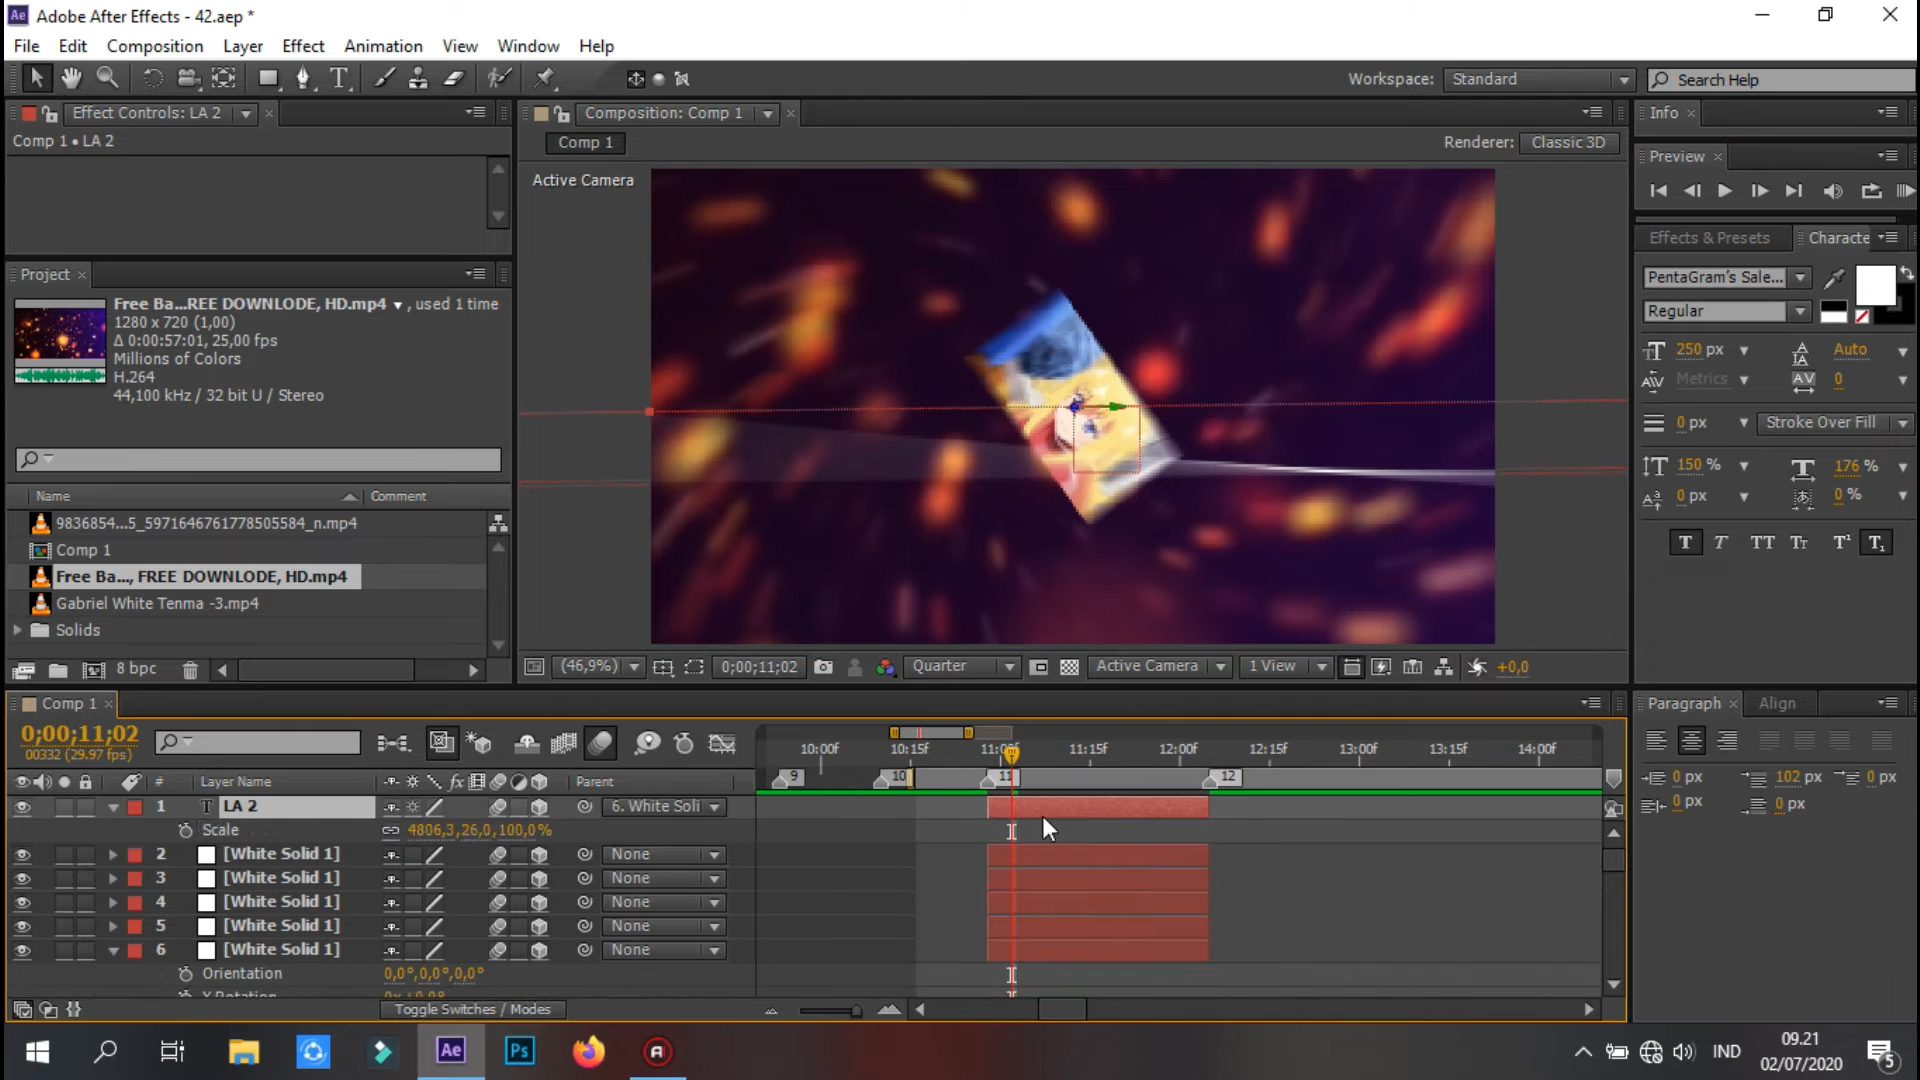 Ae Adobe After Effects - 42.aep *
File Edit Composition Layer Effect Animation View Window Help
Workspace: Standard Search Help
Effect Controls: LA 2
Comp 1 • LA 2
Composition: Comp 1
Comp 1
Renderer: Classic 3D
Active Camera
Info
Preview
Effects & Presets Characte
PentaGram's Sale...
Regular
250 px Auto
Metrics 0
0 px Stroke Over Fill
150 % 176 %
0 px 0 %
T T TT Tt T¹ T₁
Project
Free Ba...REE DOWNLODE, HD.mp4 , used 1 time
1280 x 720 (1,00)
Δ 0:00:57:01, 25,00 fps
Millions of Colors
H.264
44,100 kHz / 32 bit U / Stereo
Name Comment
9836854...5_5971646761778505584_n.mp4
Comp 1
Free Ba..., FREE DOWNLODE, HD.mp4
Gabriel White Tenma -3.mp4
Solids
8 bpc
(46,9%) 0;00;11;02 Quarter Active Camera 1 View +0,0
Comp 1
0;00;11;02
00332 (29.97 fps)
10:00f 10:15f 11:15f 12:00f 12:15f 13:00f 13:15f 14:00f
9 10 11 12
# Layer Name Parent
1 T LA 2 6. White Soli
Scale 4806,3,26,0,100,0%
2 [White Solid 1] None
3 [White Solid 1] None
4 [White Solid 1] None
5 [White Solid 1] None
6 [White Solid 1] None
Orientation 0,0°,0,0°,0,0°
Toggle Switches / Modes
Paragraph Align
0 px 102 px 0 px
0 px 0 px
Ae Ps IND 09.21
02/07/2020
5